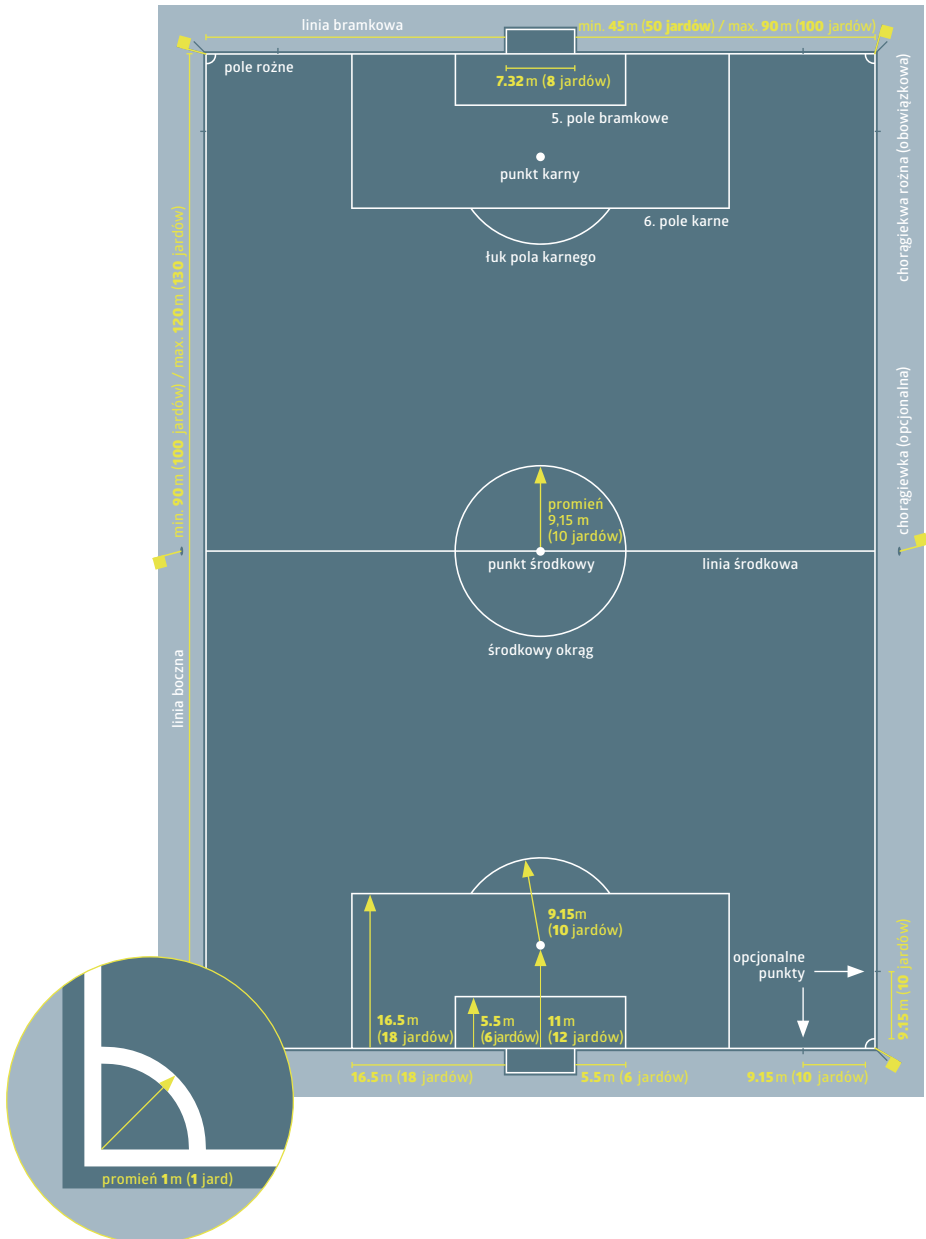 linia bramkowa
min. 45 m (50 jardów) / max. 90 m (100 jardów)
pole rożne
7.32 m (8 jardów)
5. pole bramkowe
punkt karny
6. pole karne
łuk pola karnego
chorągiekwa rożna (obowiązkowa)
min. 90 m (100 jardów) / max. 120 m (130 jardów)
chorągiewka (opcjonalna)
promień
9,15 m
(10 jardów)
punkt środkowy
linia środkowa
środkowy okrąg
linia boczna
9.15m
(10 jardów)
opcjonalne
punkty
9.15 m (10 jardów)
16.5 m
(18 jardów)
5.5 m
(6 jardów)
11 m
(12 jardów)
16.5 m (18 jardów)
5.5 m (6 jardów)
9.15 m (10 jardów)
promień 1 m (1 jard)